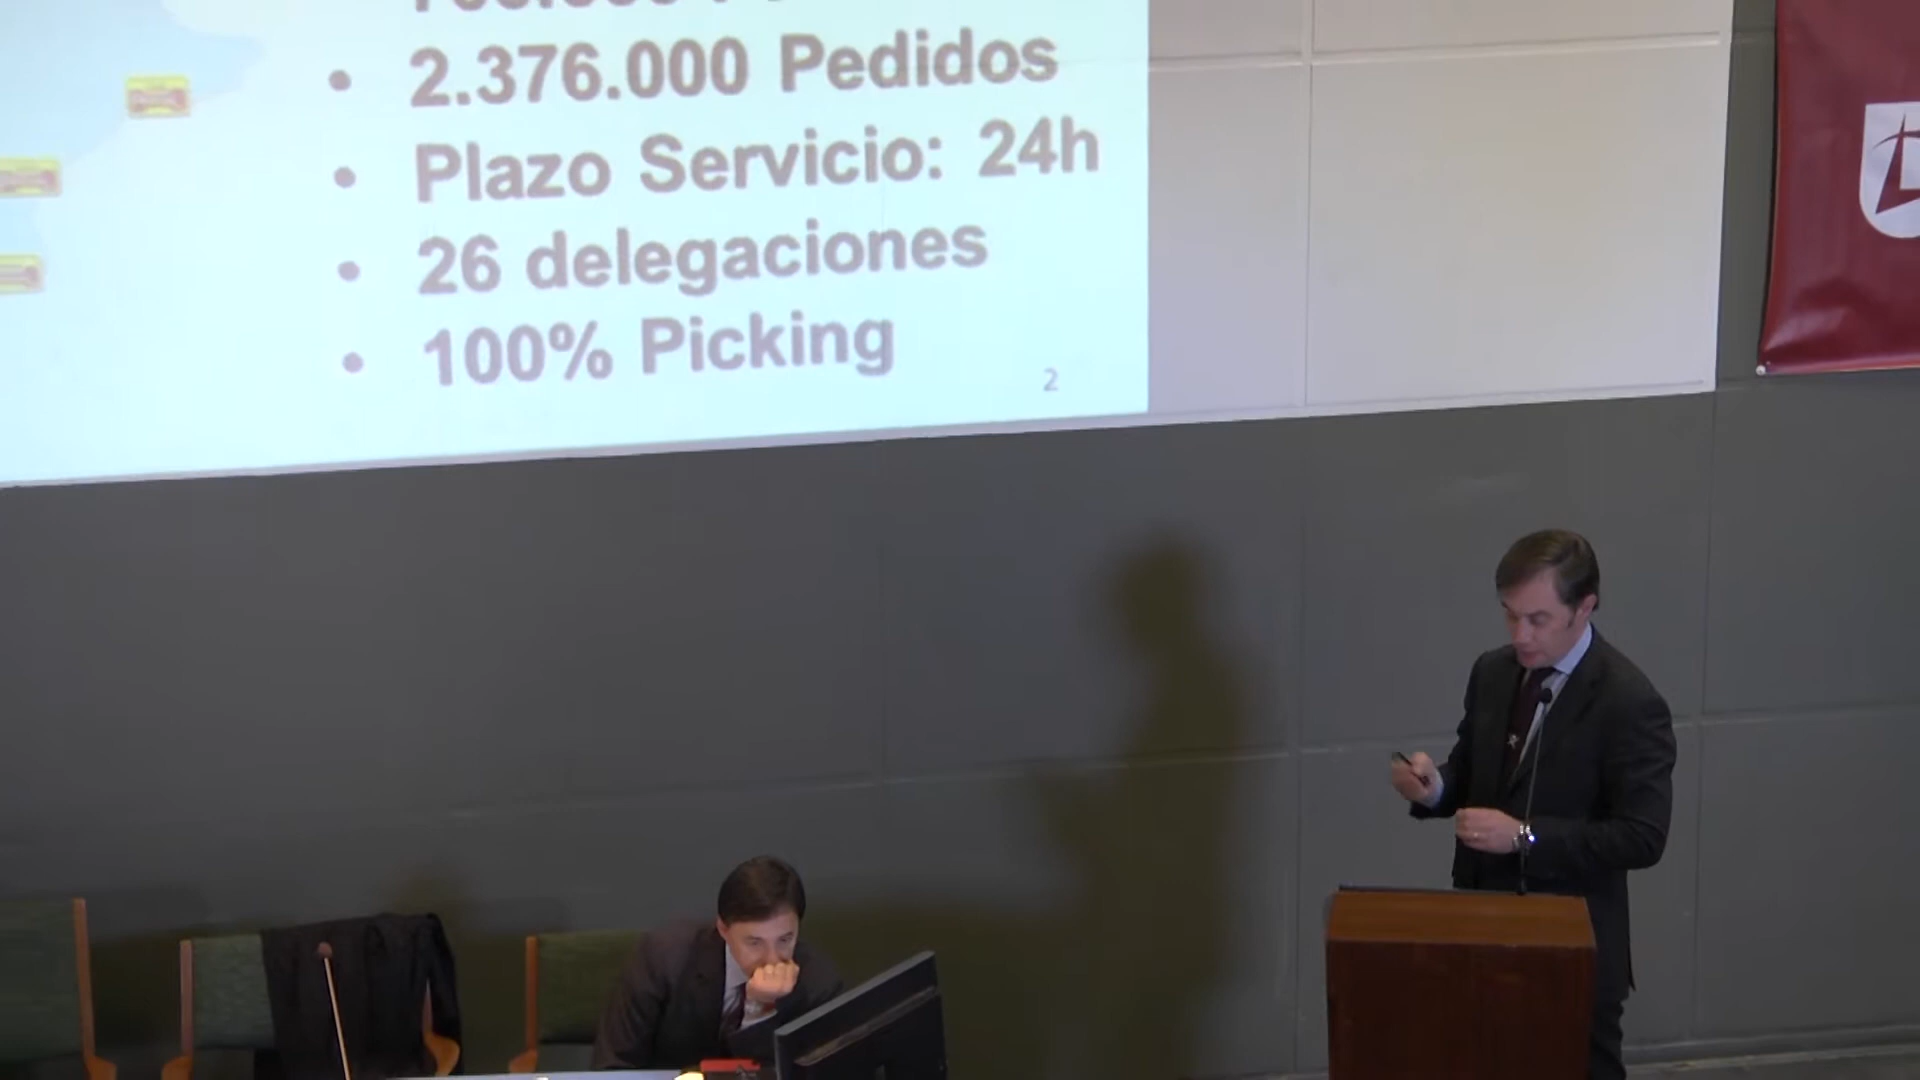 2.376.000 Pedidos
Plazo Servicio: 24h
26 delegaciones
100% Picking
2